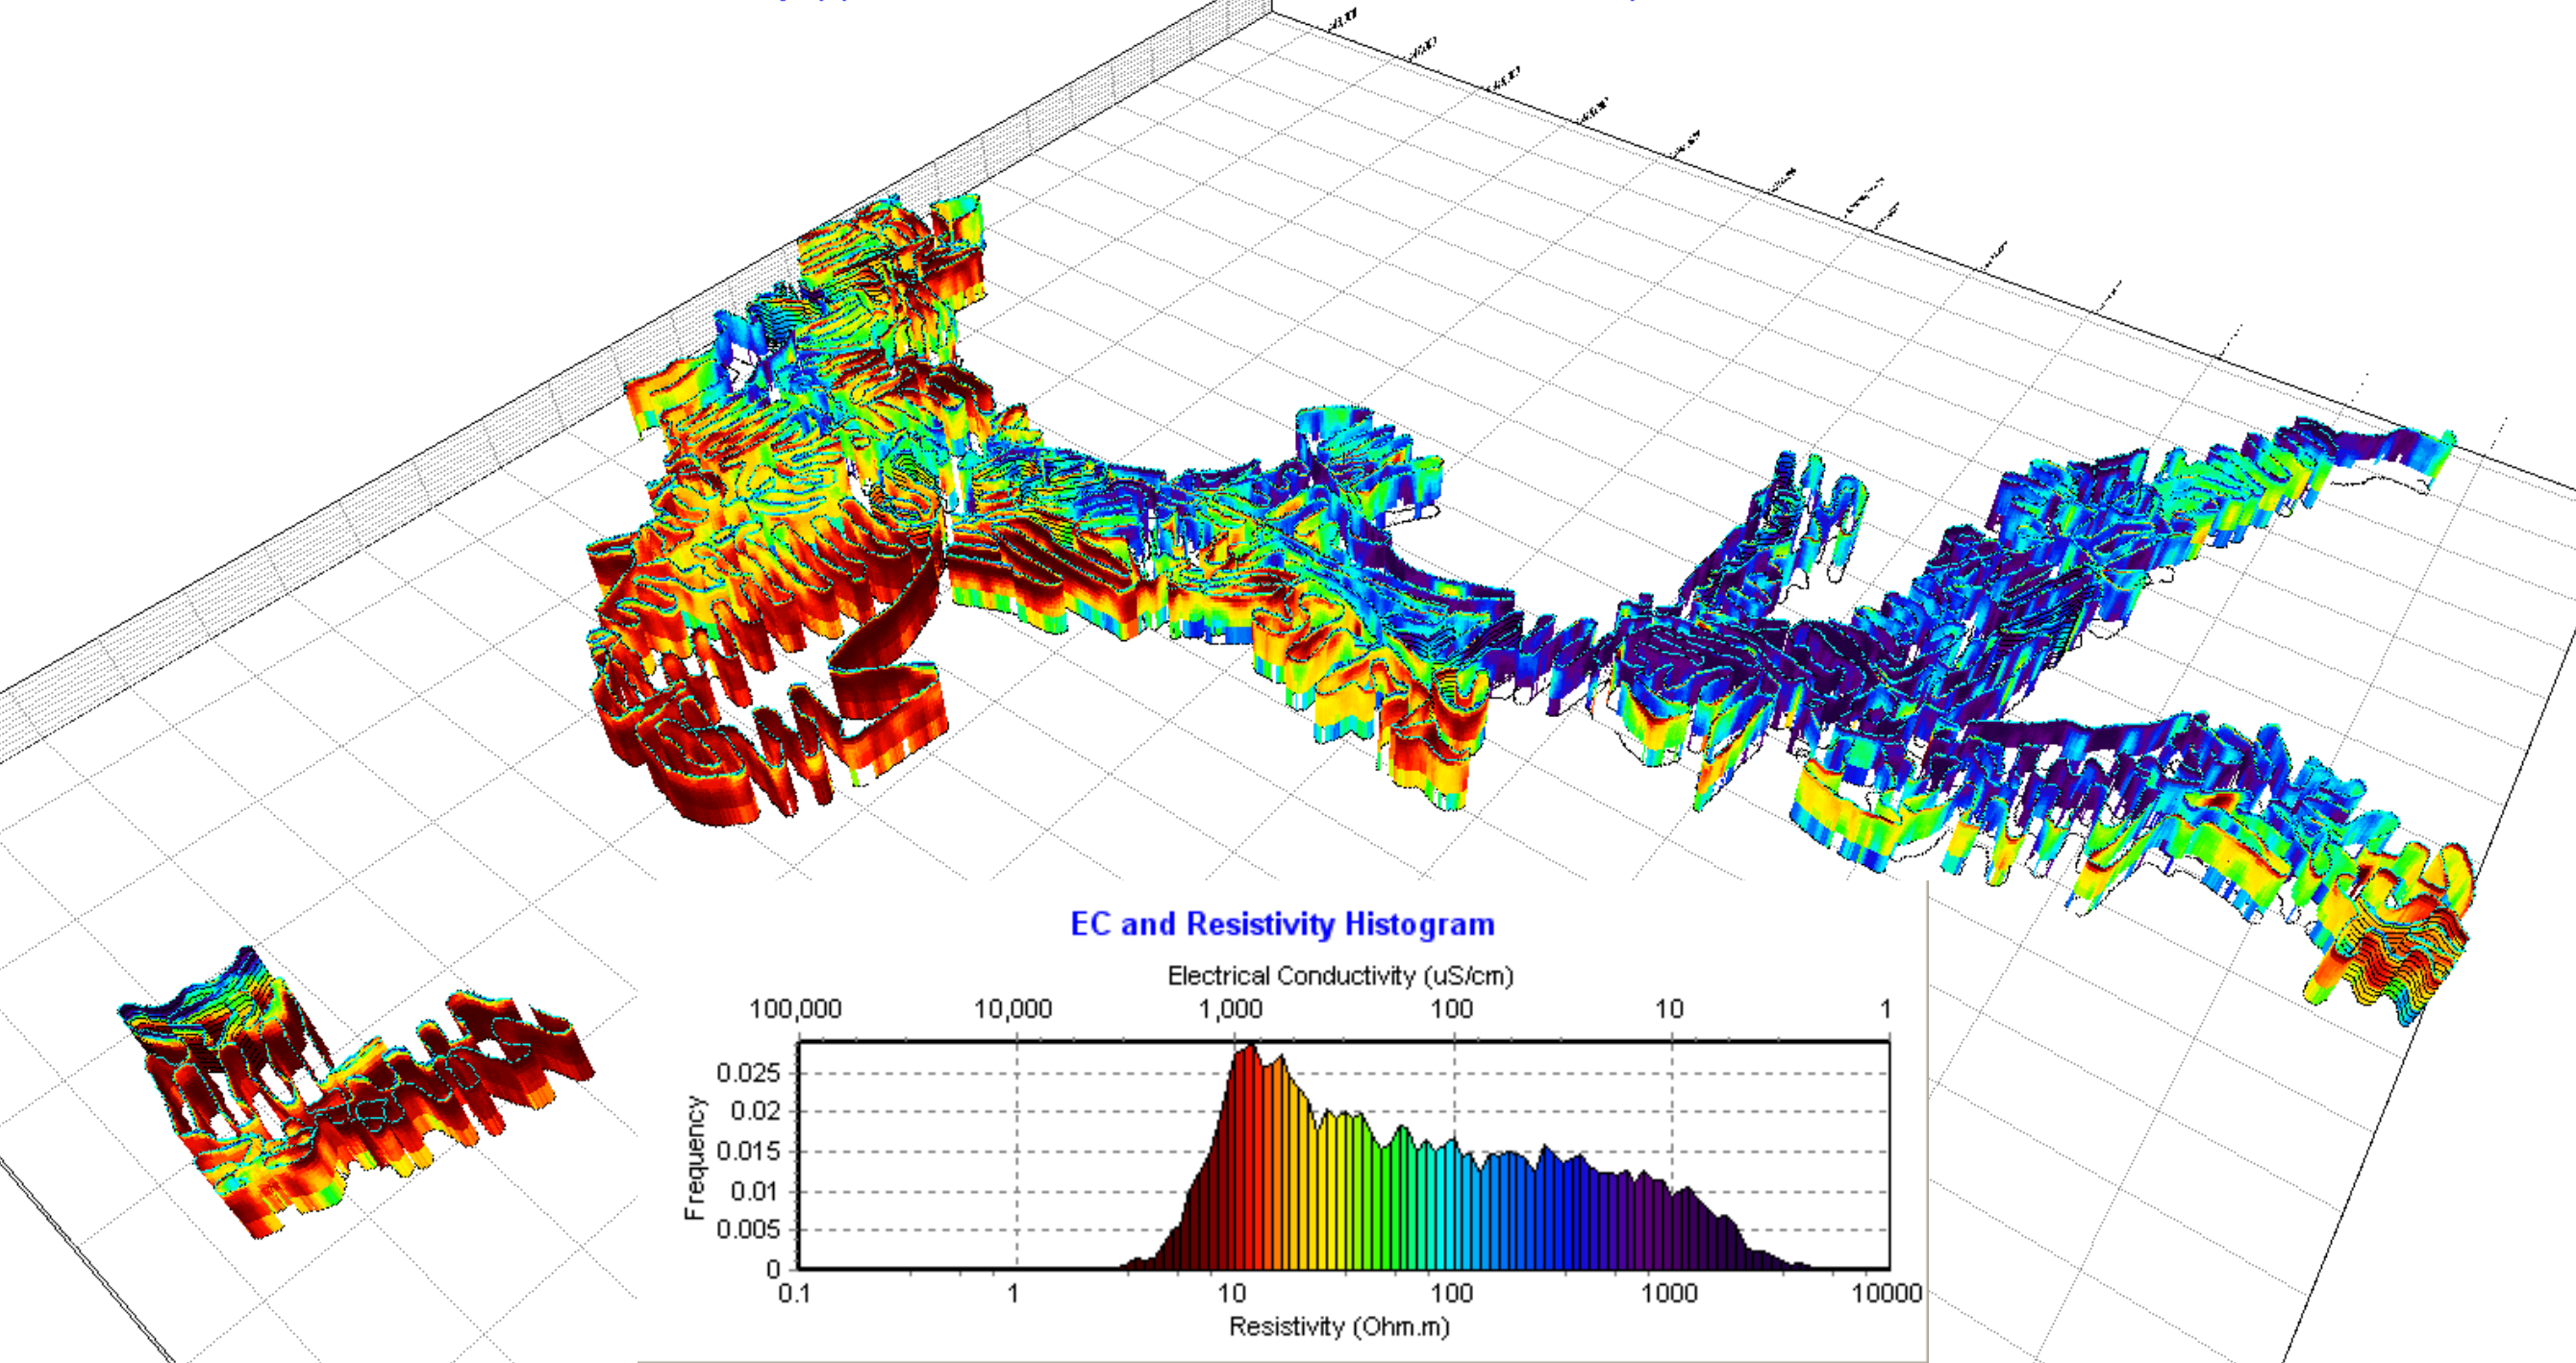 EC and Resistivity Histogram
Electrical Conductivity (uS/cm)
100,000 10,000 1,000 100 10 1
Frequency
0.025
0.02
0.015
0.01
0.005
0
0.1 1 10 100 1000 10000
Resistivity (Ohm.m)